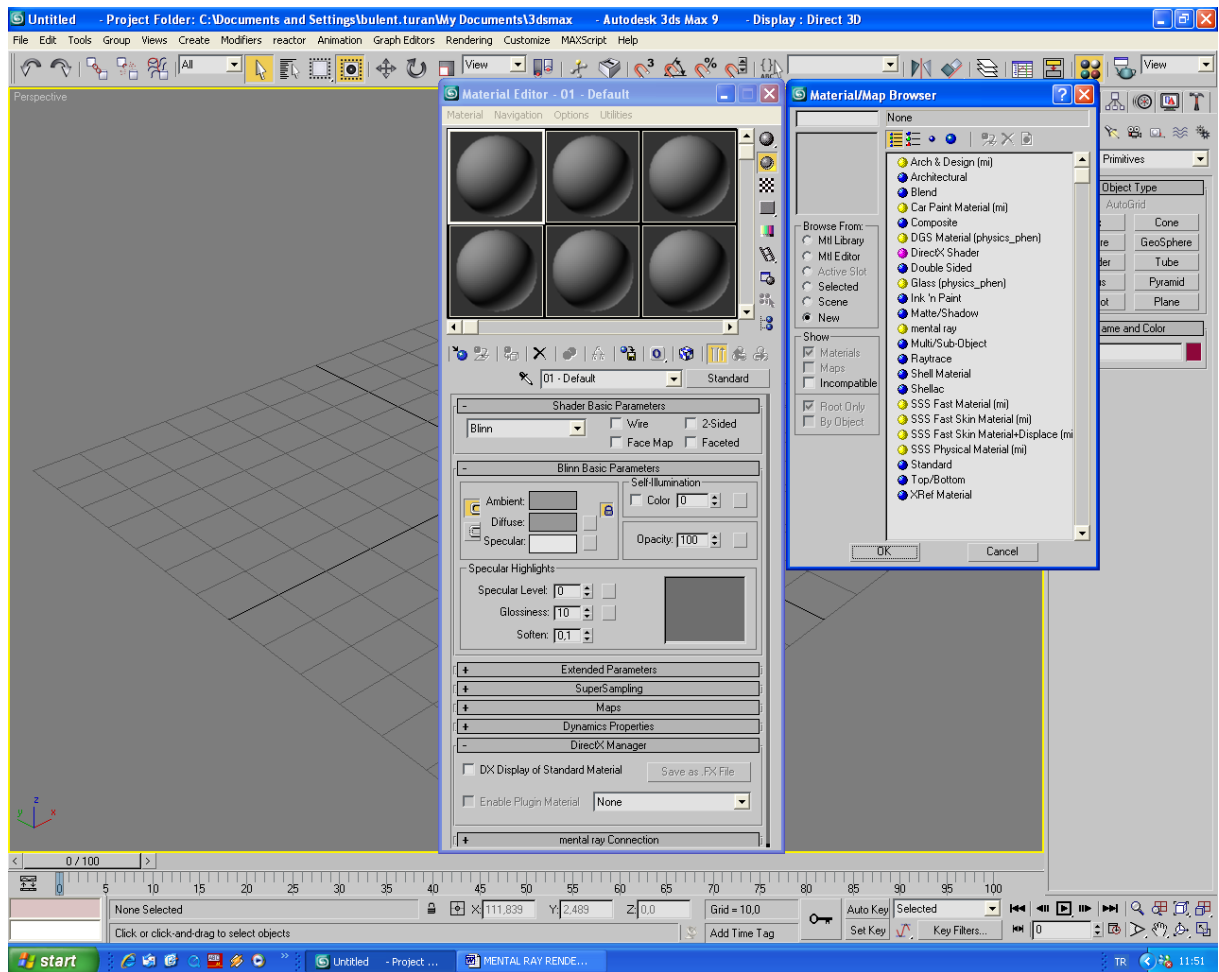 Untitled - Project Folder: C:\Documents and Settings\bulent.turan\My Documents\3dsmax - Autodesk 3ds Max 9 - Display : Direct 3D
File Edit Tools Group Views Create Modifiers reactor Animation Graph Editors Rendering Customize MAXScript Help
All
View
3
%
ABC
View
Perspective
Material Editor - 01 - Default
Material Navigation Options Utilities
01 - Default
Standard
- Shader Basic Parameters
Blinn
Wire 2-Sided
Face Map Faceted
- Blinn Basic Parameters
Self-Illumination
Ambient:
Color 0
Diffuse:
Specular:
Opacity: 100
Specular Highlights
Specular Level: 0
Glossiness: 10
Soften: 0,1
+ Extended Parameters
+ SuperSampling
+ Maps
+ Dynamics Properties
- DirectX Manager
DX Display of Standard Material
Save as .FX File
Enable Plugin Material None
+ mental ray Connection
Material/Map Browser
None
Browse From:
Mtl Library
Mtl Editor
Active Slot
Selected
Scene
New
Show
Materials
Maps
Incompatible
Root Only
By Object
Arch & Design (mi)
Architectural
Blend
Car Paint Material (mi)
Composite
DGS Material (physics_phen)
DirectX Shader
Double Sided
Glass (physics_phen)
Ink 'n Paint
Matte/Shadow
mental ray
Multi/Sub-Object
Raytrace
Shell Material
Shellac
SSS Fast Material (mi)
SSS Fast Skin Material (mi)
SSS Fast Skin Material+Displace (mi
SSS Physical Material (mi)
Standard
Top/Bottom
XRef Material
OK Cancel
Primitives
Object Type
AutoGrid
Cone
re GeoSphere
der Tube
us Pyramid
ot Plane
ame and Color
z
y x
0 / 100
0 5 10 15 20 25 30 35 40 45 50 55 60 65 70 75 80 85 90 95 100
None Selected
X: 111,839 Y: 2,489 Z: 0,0
Grid = 10,0
Auto Key Selected
Click or click-and-drag to select objects
Add Time Tag
Set Key Key Filters...
0
start
Untitled - Project ...
MENTAL RAY RENDE...
TR
11:51